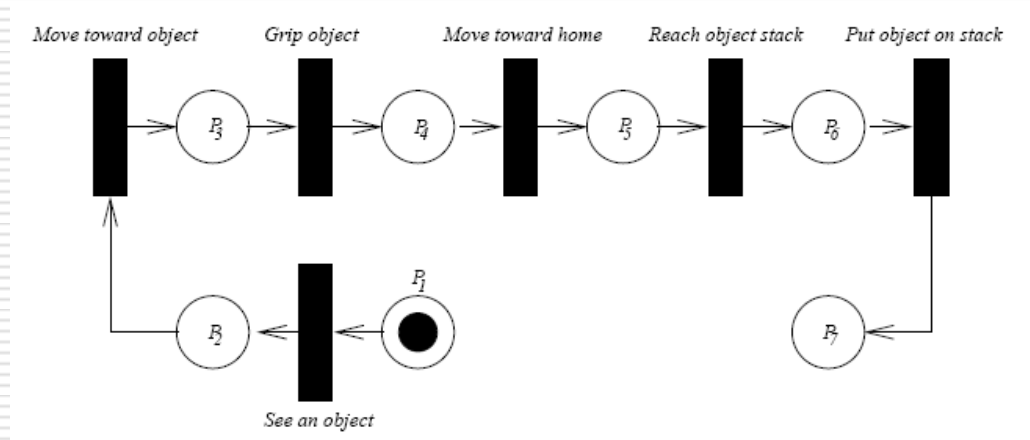 Move toward object
Grip object
Move toward home
Reach object stack
Put object on stack
P3
P4
P5
P6
P1
P2
P7
See an object